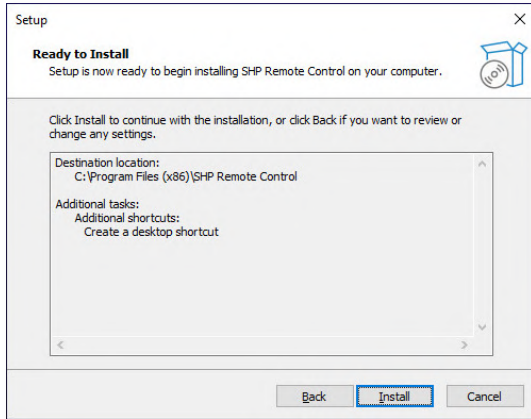 Setup
Ready to Install
Setup is now ready to begin installing SHP Remote Control on your computer.
Click Install to continue with the installation, or click Back if you want to review or
change any settings.
Destination location:
C:\Program Files (x86)\SHP Remote Control
Additional tasks:
Additional shortcuts:
Create a desktop shortcut
Back
Install
Cancel